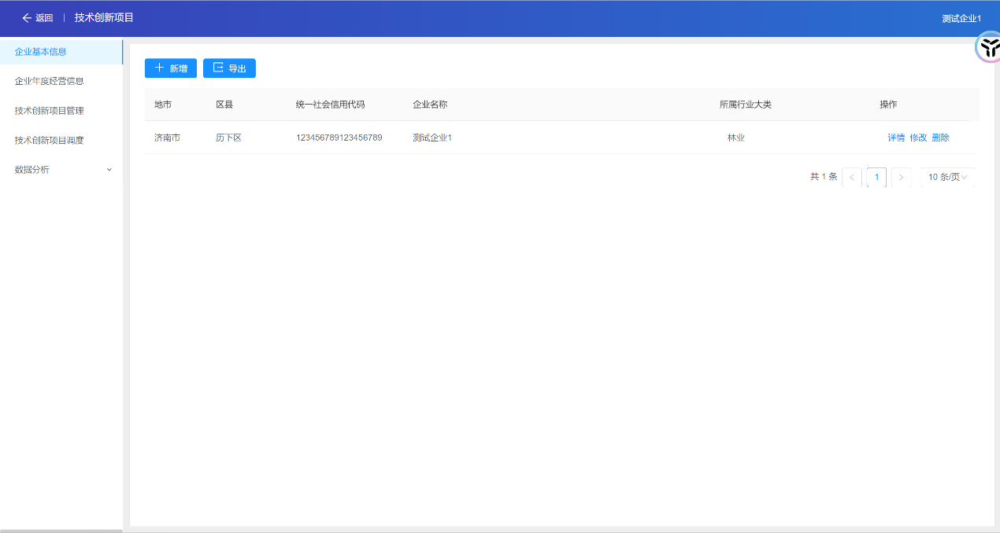 返回 技术创新项目 测试企业1
企业基本信息
企业年度经营信息
技术创新项目管理
技术创新项目调度
数据分析
新增 导出
地市 区县 统一社会信用代码 企业名称 所属行业大类 操作
济南市 历下区 123456789123456789 测试企业1 林业 详情 修改 删除
共 1 条 < 1 > 10 条/页